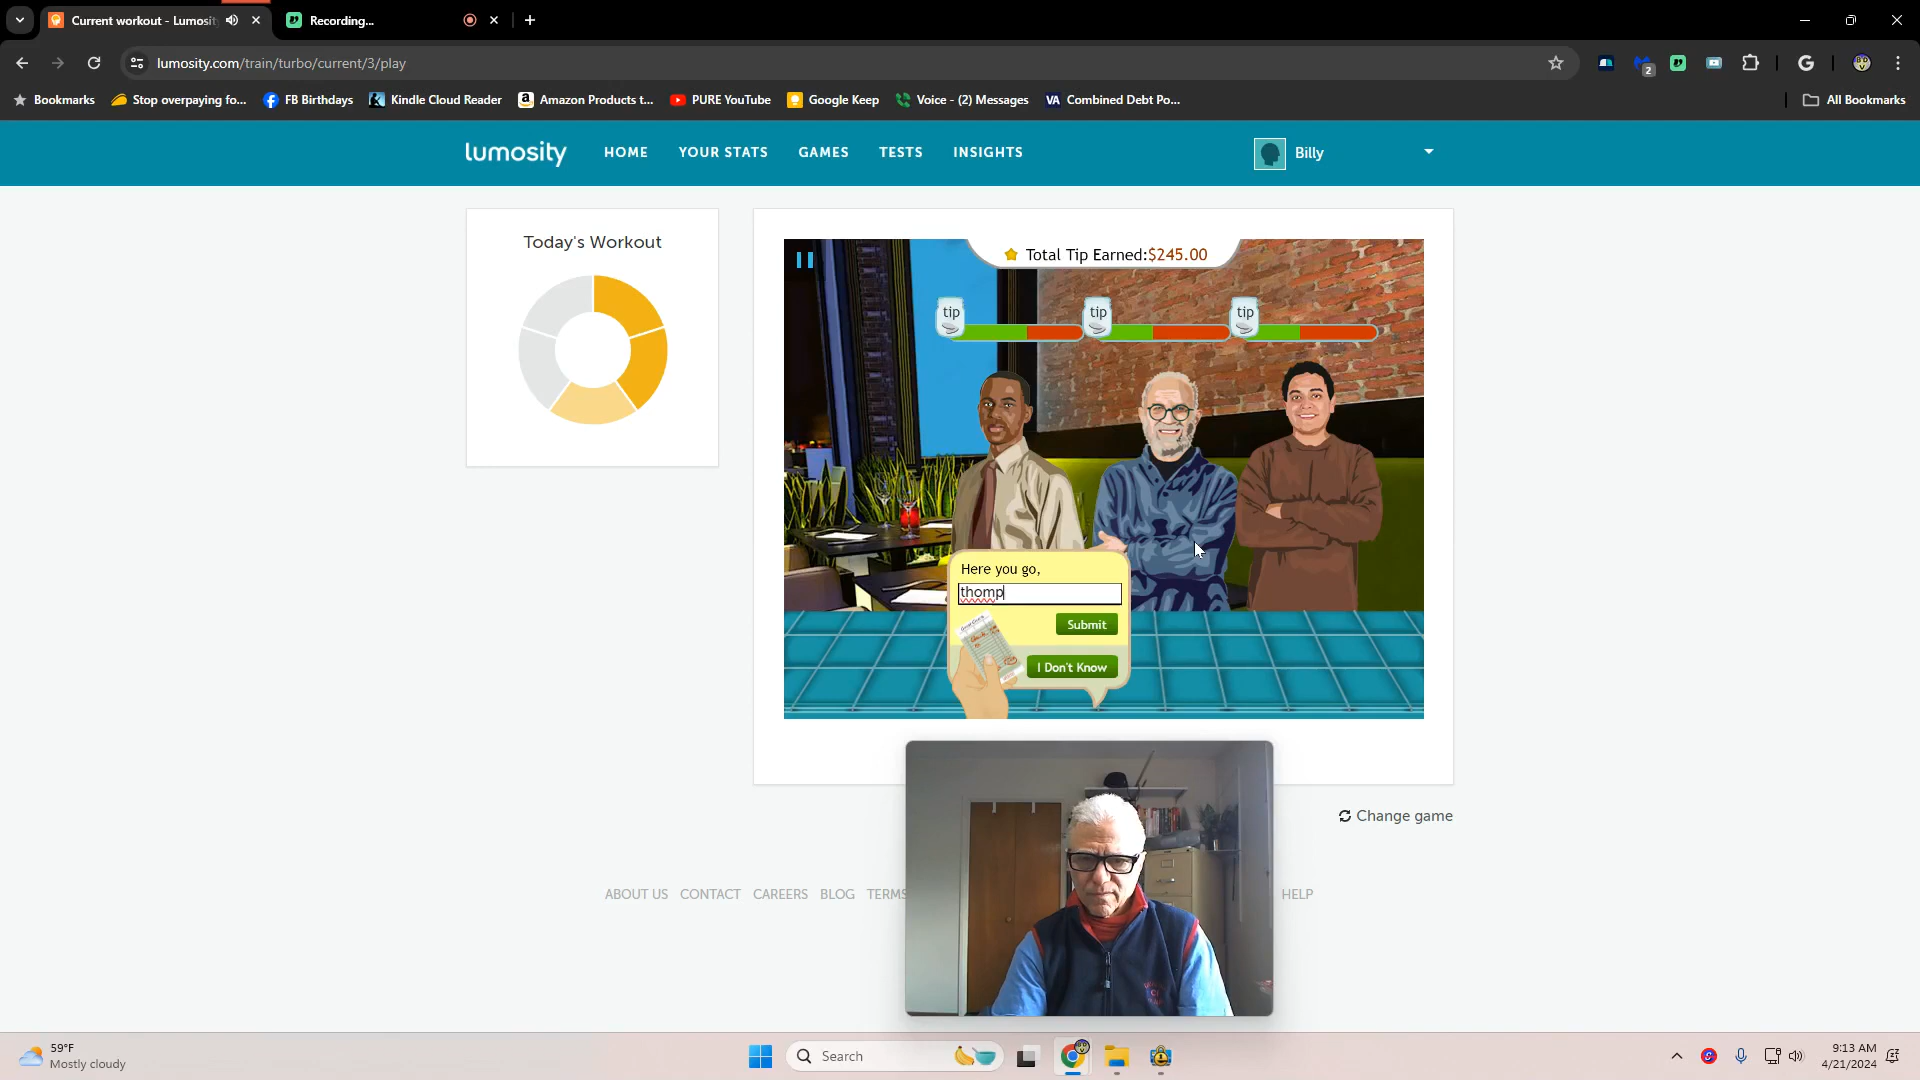 Current workout - Lumosit
Recording...
lumosity.com/train/turbo/current/3/play
2
Bookmarks
Stop overpaying fo...
FB Birthdays
Kindle Cloud Reader
Amazon Products t...
PURE YouTube
Google Keep
Voice - (2) Messages
VA Combined Debt Po...
All Bookmarks
lumosity
HOME
YOUR STATS
GAMES
TESTS
INSIGHTS
Billy
Today's Workout
Total Tip Earned:$245.00
tip
tip
tip
Here you go,
thomp
Submit
I Don't Know
Change game
ABOUT US
CONTACT
CAREERS
BLOG
TERMS
HELP
59°F
Mostly cloudy
Search
9:13 AM
4/21/2024